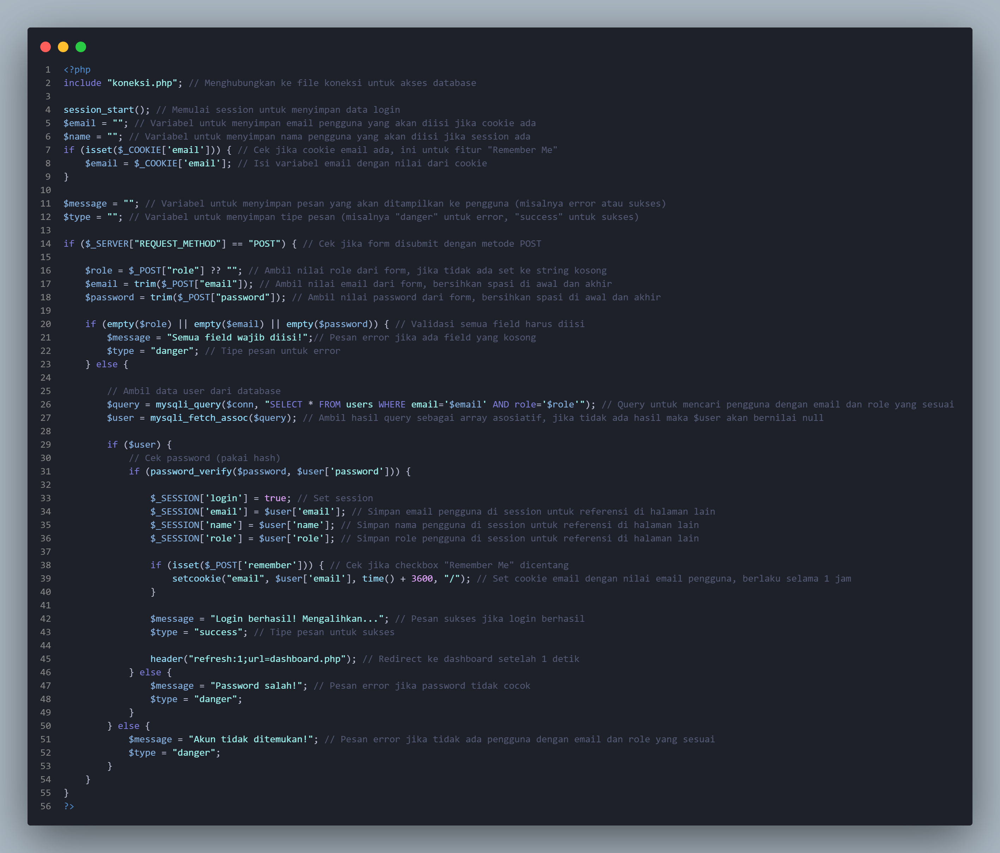 1 <?php
2 include "koneksi.php"; // Menghubungkan ke file koneksi untuk akses database
3
4 session_start(); // Memulai session untuk menyimpan data login
5 $email = ""; // Variabel untuk menyimpan email pengguna yang akan diisi jika cookie ada
6 $name = ""; // Variabel untuk menyimpan nama pengguna yang akan diisi jika session ada
7 if (isset($_COOKIE['email'])) { // Cek jika cookie email ada, ini untuk fitur "Remember Me"
8     $email = $_COOKIE['email']; // Isi variabel email dengan nilai dari cookie
9 }
10
11 $message = ""; // Variabel untuk menyimpan pesan yang akan ditampilkan ke pengguna (misalnya error atau sukses)
12 $type = ""; // Variabel untuk menyimpan tipe pesan (misalnya "danger" untuk error, "success" untuk sukses)
13
14 if ($_SERVER["REQUEST_METHOD"] == "POST") { // Cek jika form disubmit dengan metode POST
15
16     $role = $_POST["role"] ?? ""; // Ambil nilai role dari form, jika tidak ada set ke string kosong
17     $email = trim($_POST["email"]); // Ambil nilai email dari form, bersihkan spasi di awal dan akhir
18     $password = trim($_POST["password"]); // Ambil nilai password dari form, bersihkan spasi di awal dan akhir
19
20     if (empty($role) || empty($email) || empty($password)) { // Validasi semua field harus diisi
21         $message = "Semua field wajib diisi!";// Pesan error jika ada field yang kosong
22         $type = "danger"; // Tipe pesan untuk error
23     } else {
24
25         // Ambil data user dari database
26         $query = mysqli_query($conn, "SELECT * FROM users WHERE email='$email' AND role='$role'"); // Query untuk mencari pengguna dengan email dan role yang sesuai
27         $user = mysqli_fetch_assoc($query); // Ambil hasil query sebagai array asosiatif, jika tidak ada hasil maka $user akan bernilai null
28
29         if ($user) {
30             // Cek password (pakai hash)
31             if (password_verify($password, $user['password'])) {
32
33                 $_SESSION['login'] = true; // Set session
34                 $_SESSION['email'] = $user['email']; // Simpan email pengguna di session untuk referensi di halaman lain
35                 $_SESSION['name'] = $user['name']; // Simpan nama pengguna di session untuk referensi di halaman lain
36                 $_SESSION['role'] = $user['role']; // Simpan role pengguna di session untuk referensi di halaman lain
37
38                 if (isset($_POST['remember'])) { // Cek jika checkbox "Remember Me" dicentang
39                     setcookie("email", $user['email'], time() + 3600, "/"); // Set cookie email dengan nilai email pengguna, berlaku selama 1 jam
40                 }
41
42                 $message = "Login berhasil! Mengalihkan..."; // Pesan sukses jika login berhasil
43                 $type = "success"; // Tipe pesan untuk sukses
44
45                 header("refresh:1;url=dashboard.php"); // Redirect ke dashboard setelah 1 detik
46             } else {
47                 $message = "Password salah!"; // Pesan error jika password tidak cocok
48                 $type = "danger";
49             }
50         } else {
51             $message = "Akun tidak ditemukan!"; // Pesan error jika tidak ada pengguna dengan email dan role yang sesuai
52             $type = "danger";
53         }
54     }
55 }
56 ?>